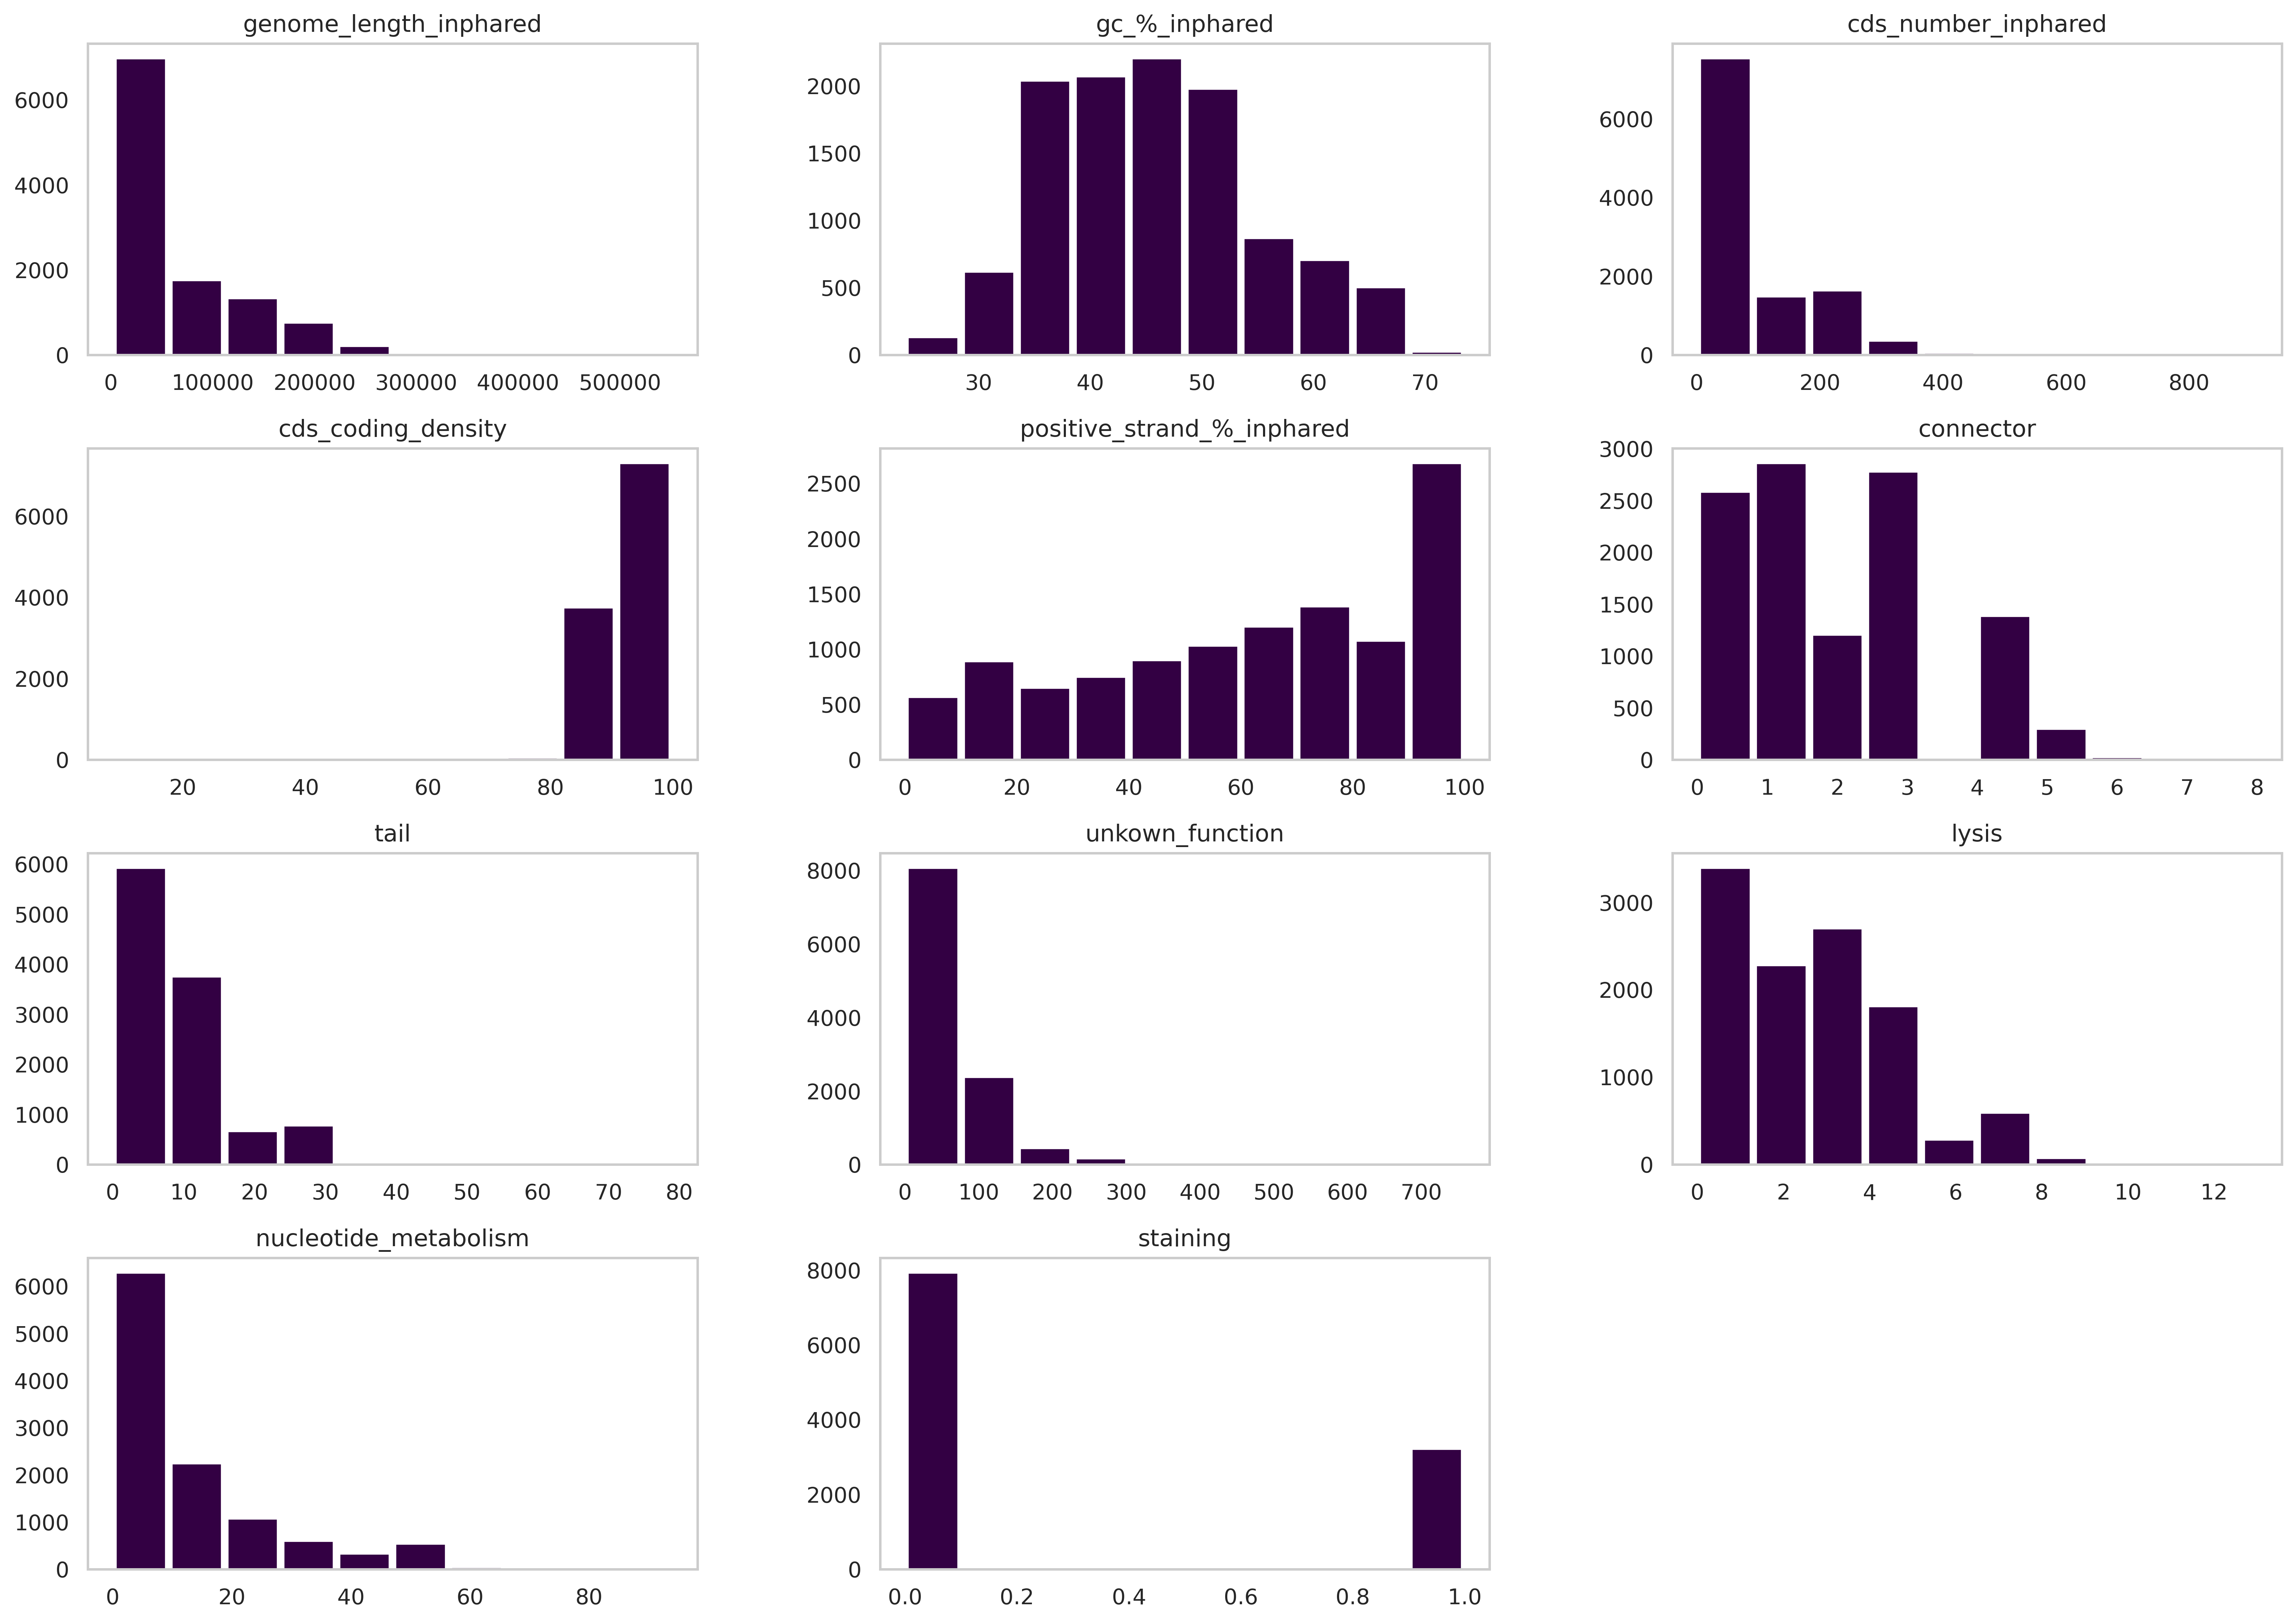 genome_length_inphared
gc_%_inphared
cds_number_inphared
6000
4000
2000
0
0 100000 200000 300000 400000 500000
2000
1500
1000
500
0
30 40 50 60 70
6000
4000
2000
0
0 200 400 600 800
cds_coding_density
positive_strand_%_inphared
connector
6000
4000
2000
0
20 40 60 80 100
2500
2000
1500
1000
500
0
0 20 40 60 80 100
3000
2500
2000
1500
1000
500
0
0 1 2 3 4 5 6 7 8
tail
unkown_function
lysis
6000
5000
4000
3000
2000
1000
0
0 10 20 30 40 50 60 70 80
8000
6000
4000
2000
0
0 100 200 300 400 500 600 700
3000
2000
1000
0
0 2 4 6 8 10 12
nucleotide_metabolism
staining
6000
5000
4000
3000
2000
1000
0
0 20 40 60 80
8000
6000
4000
2000
0
0.0 0.2 0.4 0.6 0.8 1.0